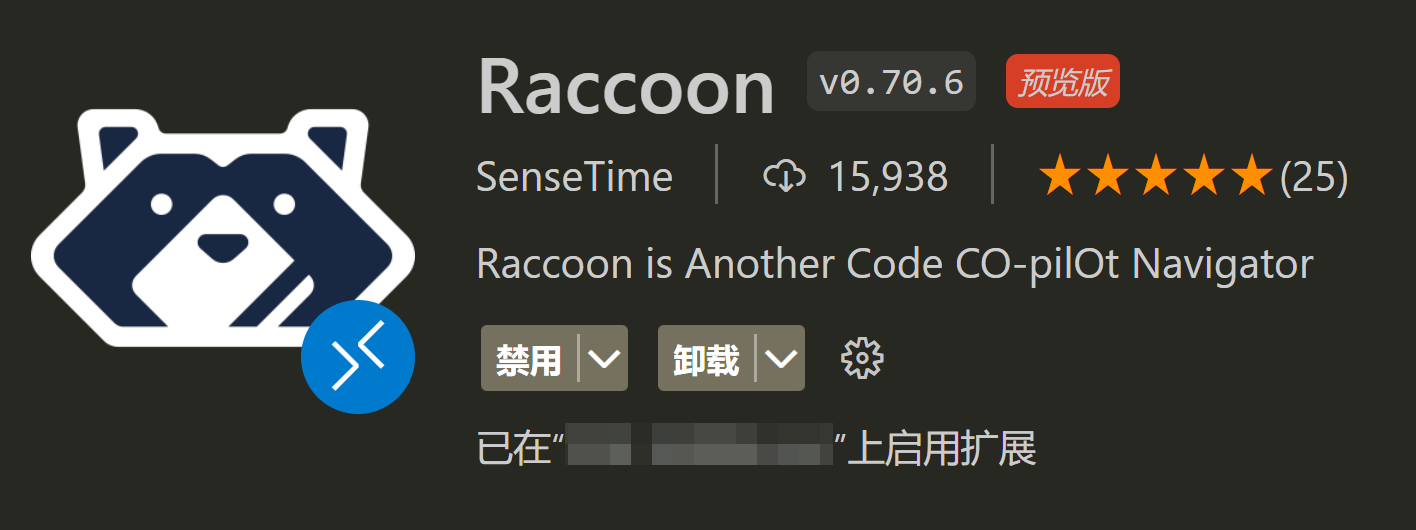 Raccoon v0.70.6 预览版
SenseTime 15,938 ★★★★★(25)
Raccoon is Another Code CO-pilOt Navigator
禁用 卸载
已在“”上启用扩展